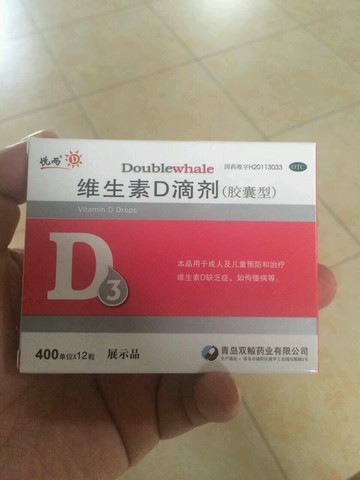 悦而 D
Doublewhale
国药准字H20113033 OTC
维生素D滴剂(胶囊型)
Vitamin D Drops
D3
本品用于成人及儿童预防和治疗
维生素D缺乏症。如佝偻病等。
400单位x12粒 展示品
青岛双鲸药业有限公司